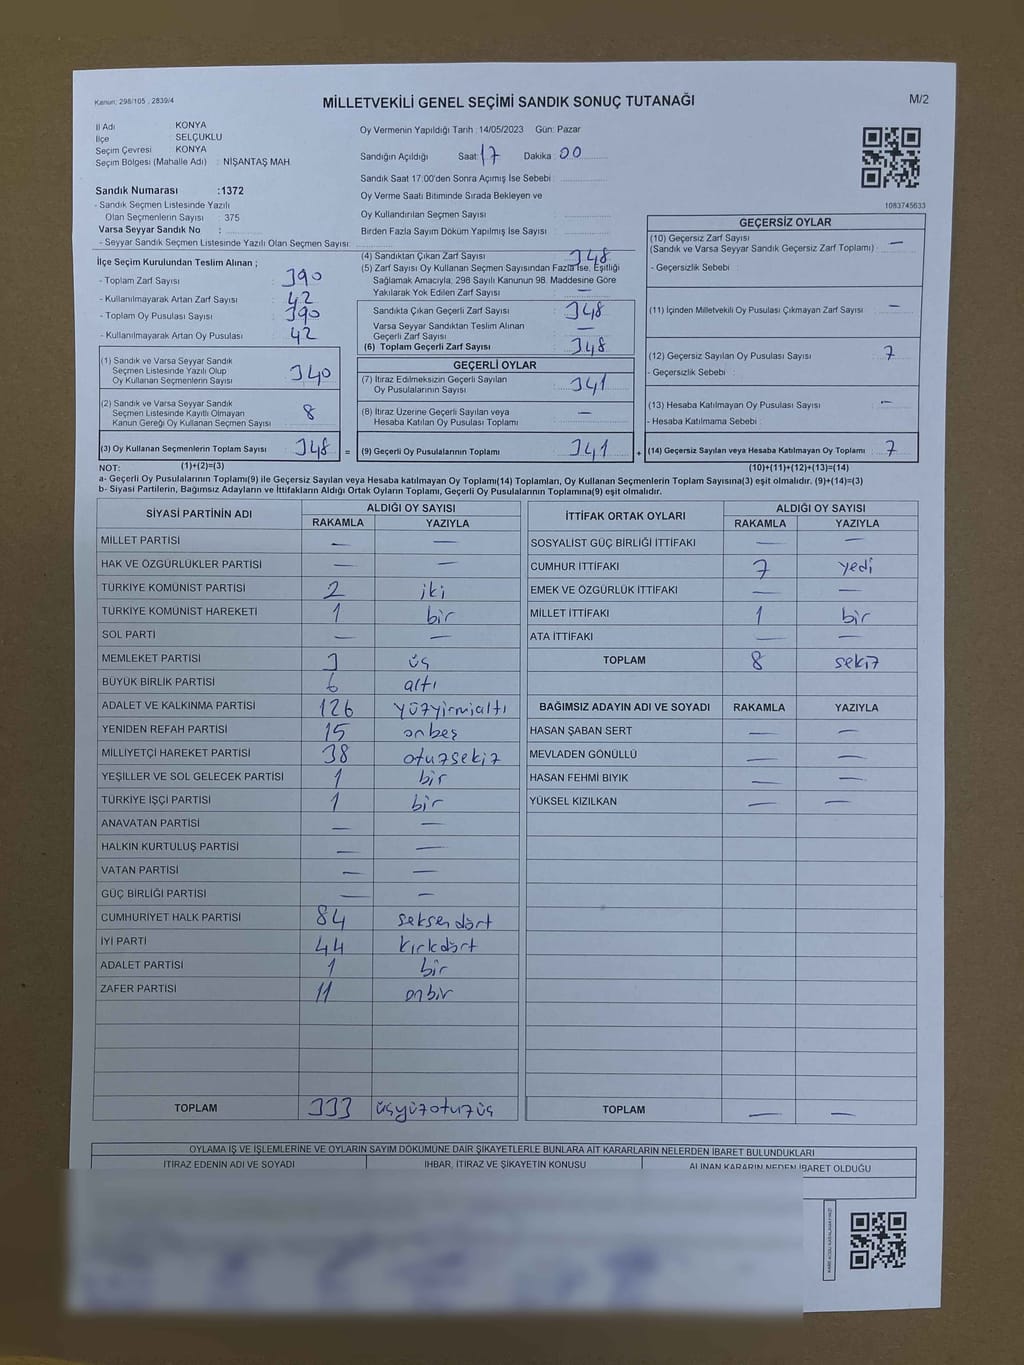 Kanun; 298/105 , 2839/4
MİLLETVEKİLİ GENEL SEÇİMİ SANDIK SONUÇ TUTANAĞI
M/2
İl Adı : KONYA
İlçe : SELÇUKLU
Seçim Çevresi : KONYA
Seçim Bölgesi (Mahalle Adı) : NİŞANTAŞ MAH.
Sandık Numarası :1372
- Sandık Seçmen Listesinde Yazılı
Olan Seçmenlerin Sayısı : 375
Varsa Seyyar Sandık No :
- Seyyar Sandık Seçmen Listesinde Yazılı Olan Seçmen Sayısı:
Oy Vermenin Yapıldığı Tarih :14/05/2023 Gün: Pazar
Sandığın Açıldığı Saat: 17 Dakika: 00
Sandık Saat 17:00'den Sonra Açımış İse Sebebi :
Oy Verme Saati Bitiminde Sırada Bekleyen ve
Oy Kullandırılan Seçmen Sayısı :
Birden Fazla Sayım Döküm Yapılmış İse Sayısı :
1083745633
İlçe Seçim Kurulundan Teslim Alınan ;
- Toplam Zarf Sayısı : 390
- Kullanılmayarak Artan Zarf Sayısı : 42
- Toplam Oy Pusulası Sayısı : 390
- Kullanılmayarak Artan Oy Pusulası : 42
(1) Sandık ve Varsa Seyyar Sandık
Seçmen Listesinde Yazılı Olup
Oy Kullanan Seçmenlerin Sayısı : 340
(2) Sandık ve Varsa Seyyar Sandık
Seçmen Listesinde Kayıtlı Olmayan
Kanun Gereği Oy Kullanan Seçmen Sayısı : 8
(3) Oy Kullanan Seçmenlerin Toplam Sayısı : 348 =
(4) Sandıktan Çıkan Zarf Sayısı : 348
(5) Zarf Sayısı Oy Kullanan Seçmen Sayısından Fazla İse, Eşitliği
Sağlamak Amacıyla, 298 Sayılı Kanunun 98. Maddesine Göre
Yakılarak Yok Edilen Zarf Sayısı : —
Sandıkta Çıkan Geçerli Zarf Sayısı : 348
Varsa Seyyar Sandıktan Teslim Alınan
Geçerli Zarf Sayısı : —
(6) Toplam Geçerli Zarf Sayısı : 348
GEÇERLİ OYLAR
(7) İtiraz Edilmeksizin Geçerli Sayılan
Oy Pusulalarının Sayısı : 341
(8) İtiraz Üzerine Geçerli Sayılan veya
Hesaba Katılan Oy Pusulası Toplamı : —
(9) Geçerli Oy Pusulalarının Toplamı : 341 +
GEÇERSİZ OYLAR
(10) Geçersiz Zarf Sayısı
(Sandık ve Varsa Seyyar Sandık Geçersiz Zarf Toplamı) : —
- Geçersizlik Sebebi :
(11) İçinden Milletvekili Oy Pusulası Çıkmayan Zarf Sayısı : —
(12) Geçersiz Sayılan Oy Pusulası Sayısı : 7
- Geçersizlik Sebebi :
(13) Hesaba Katılmayan Oy Pusulası Sayısı : —
- Hesaba Katılmama Sebebi :
(14) Geçersiz Sayılan veya Hesaba Katılmayan Oy Toplamı : 7
NOT: (1)+(2)=(3) (10)+(11)+(12)+(13)=(14)
a- Geçerli Oy Pusulalarının Toplamı(9) ile Geçersiz Sayılan veya Hesaba katılmayan Oy Toplamı(14) Toplamları, Oy Kullanan Seçmenlerin Toplam Sayısına(3) eşit olmalıdır. (9)+(14)=(3)
b- Siyasi Partilerin, Bağımsız Adayların ve İttifakların Aldığı Ortak Oyların Toplamı, Geçerli Oy Pusulalarının Toplamına(9) eşit olmalıdır.
SİYASİ PARTİNİN ADI ALDIĞI OY SAYISI
RAKAMLA YAZIYLA
MİLLET PARTİSİ — —
HAK VE ÖZGÜRLÜKLER PARTİSİ — —
TÜRKİYE KOMÜNİST PARTİSİ 2 iki
TÜRKİYE KOMÜNİST HAREKETİ 1 bir
SOL PARTİ — —
MEMLEKET PARTİSİ 3 üç
BÜYÜK BİRLİK PARTİSİ 6 altı
ADALET VE KALKINMA PARTİSİ 126 yüzyirmialtı
YENİDEN REFAH PARTİSİ 15 onbeş
MİLLİYETÇİ HAREKET PARTİSİ 38 otuzsekiz
YEŞİLLER VE SOL GELECEK PARTİSİ 1 bir
TÜRKİYE İŞÇİ PARTİSİ 1 bir
ANAVATAN PARTİSİ — —
HALKIN KURTULUŞ PARTİSİ — —
VATAN PARTİSİ — —
GÜÇ BİRLİĞİ PARTİSİ — —
CUMHURİYET HALK PARTİSİ 84 seksendört
İYİ PARTİ 44 kırkdört
ADALET PARTİSİ 1 bir
ZAFER PARTİSİ 11 onbir
TOPLAM 333 üçyüzotuzüç
İTTİFAK ORTAK OYLARI ALDIĞI OY SAYISI
RAKAMLA YAZIYLA
SOSYALİST GÜÇ BİRLİĞİ İTTİFAKI — —
CUMHUR İTTİFAKI 7 yedi
EMEK VE ÖZGÜRLÜK İTTİFAKI — —
MİLLET İTTİFAKI 1 bir
ATA İTTİFAKI — —
TOPLAM 8 sekiz
BAĞIMSIZ ADAYIN ADI VE SOYADI RAKAMLA YAZIYLA
HASAN ŞABAN SERT — —
MEVLADEN GÖNÜLLÜ — —
HASAN FEHMİ BIYIK — —
YÜKSEL KIZILKAN — —
TOPLAM — —
OYLAMA İŞ VE İŞLEMLERİNE VE OYLARIN SAYIM DÖKÜMÜNE DAİR ŞİKAYETLERLE BUNLARA AİT KARARLARIN NELERDEN İBARET BULUNDUKLARI
İTİRAZ EDENİN ADI VE SOYADI İHBAR, İTİRAZ VE ŞİKAYETİN KONUSU ALINAN KARARIN NEDEN İBARET OLDUĞU